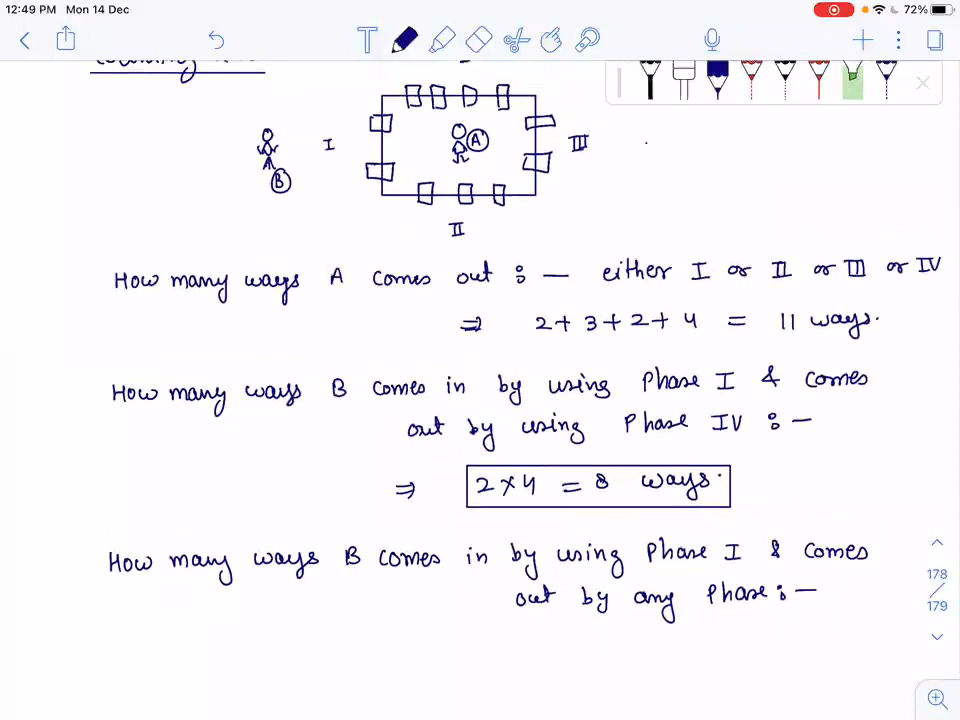 12:49 PM Mon 14 Dec
72%
T
I
A
III
B
II
How many ways A comes out :— either I or II or III or IV
⇒ 2+3+2+4 = 11 ways.
How many ways B comes in by using Phase I & comes
out by using Phase IV :—
⇒ 2×4 = 8 ways.
How many ways B comes in by using Phase I & comes
out by any Phase :—
178
179